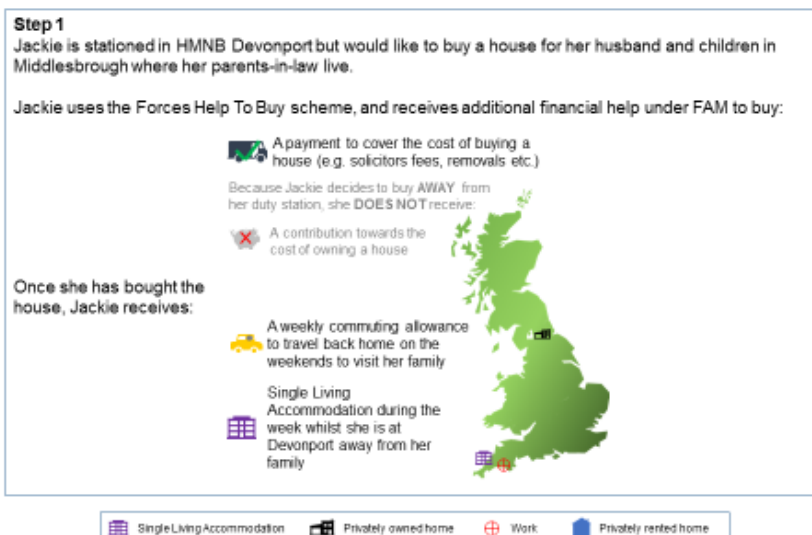 Step 1
Jackie is stationed in HMNB Devonport but would like to buy a house for her husband and children in
Middlesbrough where her parents-in-law live.
Jackie uses the Forces Help To Buy scheme, and receives additional financial help under FAM to buy:
A payment to cover the cost of buying a
house (e.g. solicitors fees, removals etc.)
Because Jackie decides to buy AWAY from
her duty station, she DOES NOT receive:
A contribution towards the
cost of owning a house
Once she has bought the
house, Jackie receives:
A weekly commuting allowance
to travel back home on the
weekends to visit her family
Single Living
Accommodation during the
week whilst she is at
Devonport away from her
family
Single Living Accommodation Privately owned home Work Privately rented home